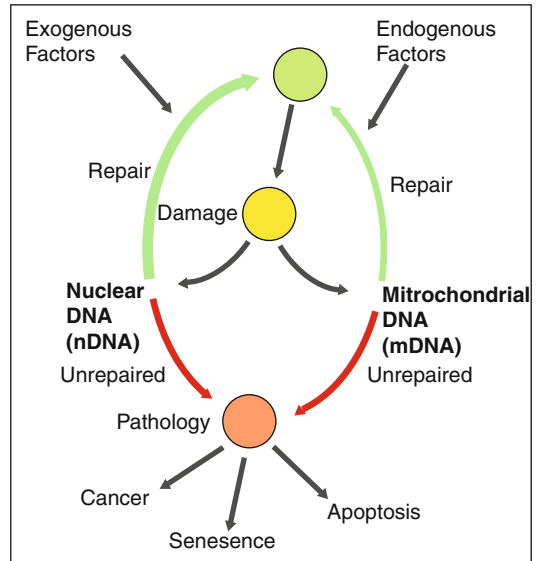 Exogenous
Factors
Endogenous
Factors
Repair
Repair
Damage
Nuclear
DNA
(nDNA)
Mitrochondrial
DNA
(mDNA)
Unrepaired
Unrepaired
Pathology
Cancer
Apoptosis
Senesence